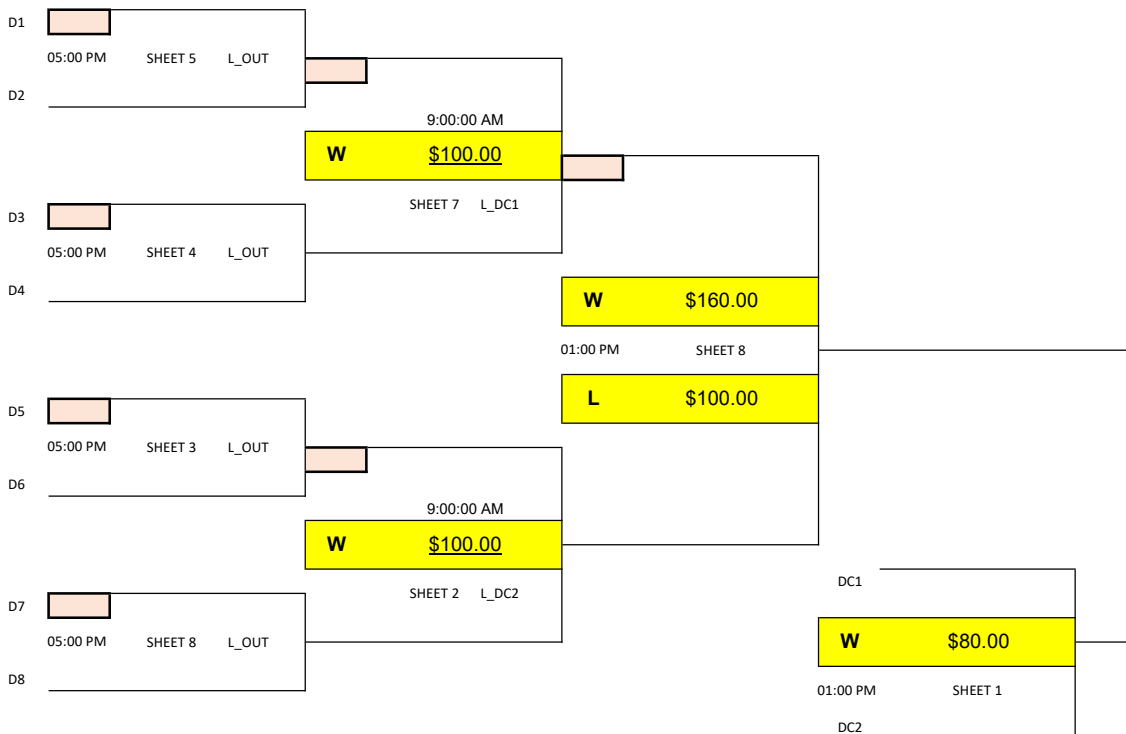 D1
05:00 PM SHEET 5 L_OUT
D2
9:00:00 AM
W $100.00
SHEET 7 L_DC1
D3
05:00 PM SHEET 4 L_OUT
D4
W $160.00
01:00 PM SHEET 8
L $100.00
D5
05:00 PM SHEET 3 L_OUT
D6
9:00:00 AM
W $100.00
SHEET 2 L_DC2
D7
05:00 PM SHEET 8 L_OUT
D8
DC1
W $80.00
01:00 PM SHEET 1
DC2